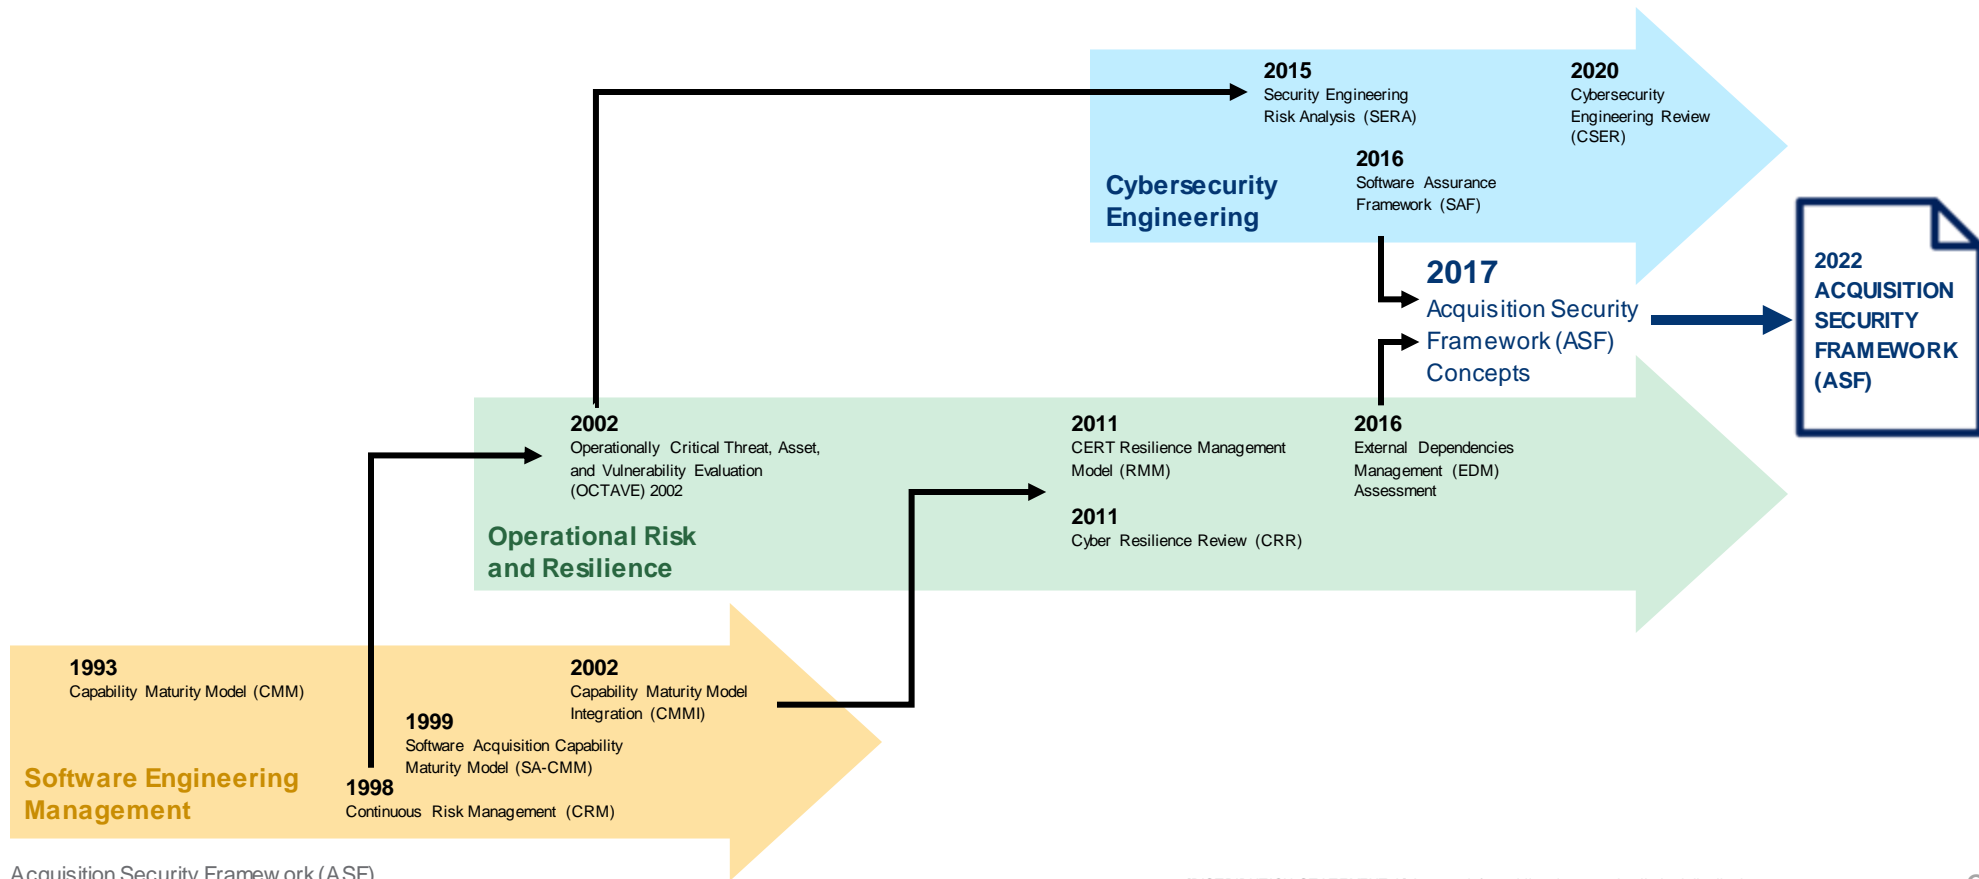 2015
Security Engineering
Risk Analysis (SERA)
2020
Cybersecurity
Engineering Review
(CSER)
2016
Software Assurance
Framework (SAF)
Cybersecurity
Engineering
2017
Acquisition Security
Framework (ASF)
Concepts
2022
ACQUISITION
SECURITY
FRAMEWORK
(ASF)
2002
Operationally Critical Threat, Asset,
and Vulnerability Evaluation
(OCTAVE) 2002
2011
CERT Resilience Management
Model (RMM)
2011
Cyber Resilience Review (CRR)
2016
External Dependencies
Management (EDM)
Assessment
Operational Risk
and Resilience
1993
Capability Maturity Model (CMM)
2002
Capability Maturity Model
Integration (CMMI)
1999
Software Acquisition Capability
Maturity Model (SA-CMM)
1998
Continuous Risk Management (CRM)
Software Engineering
Management
Acquisition Security Framework (ASF)